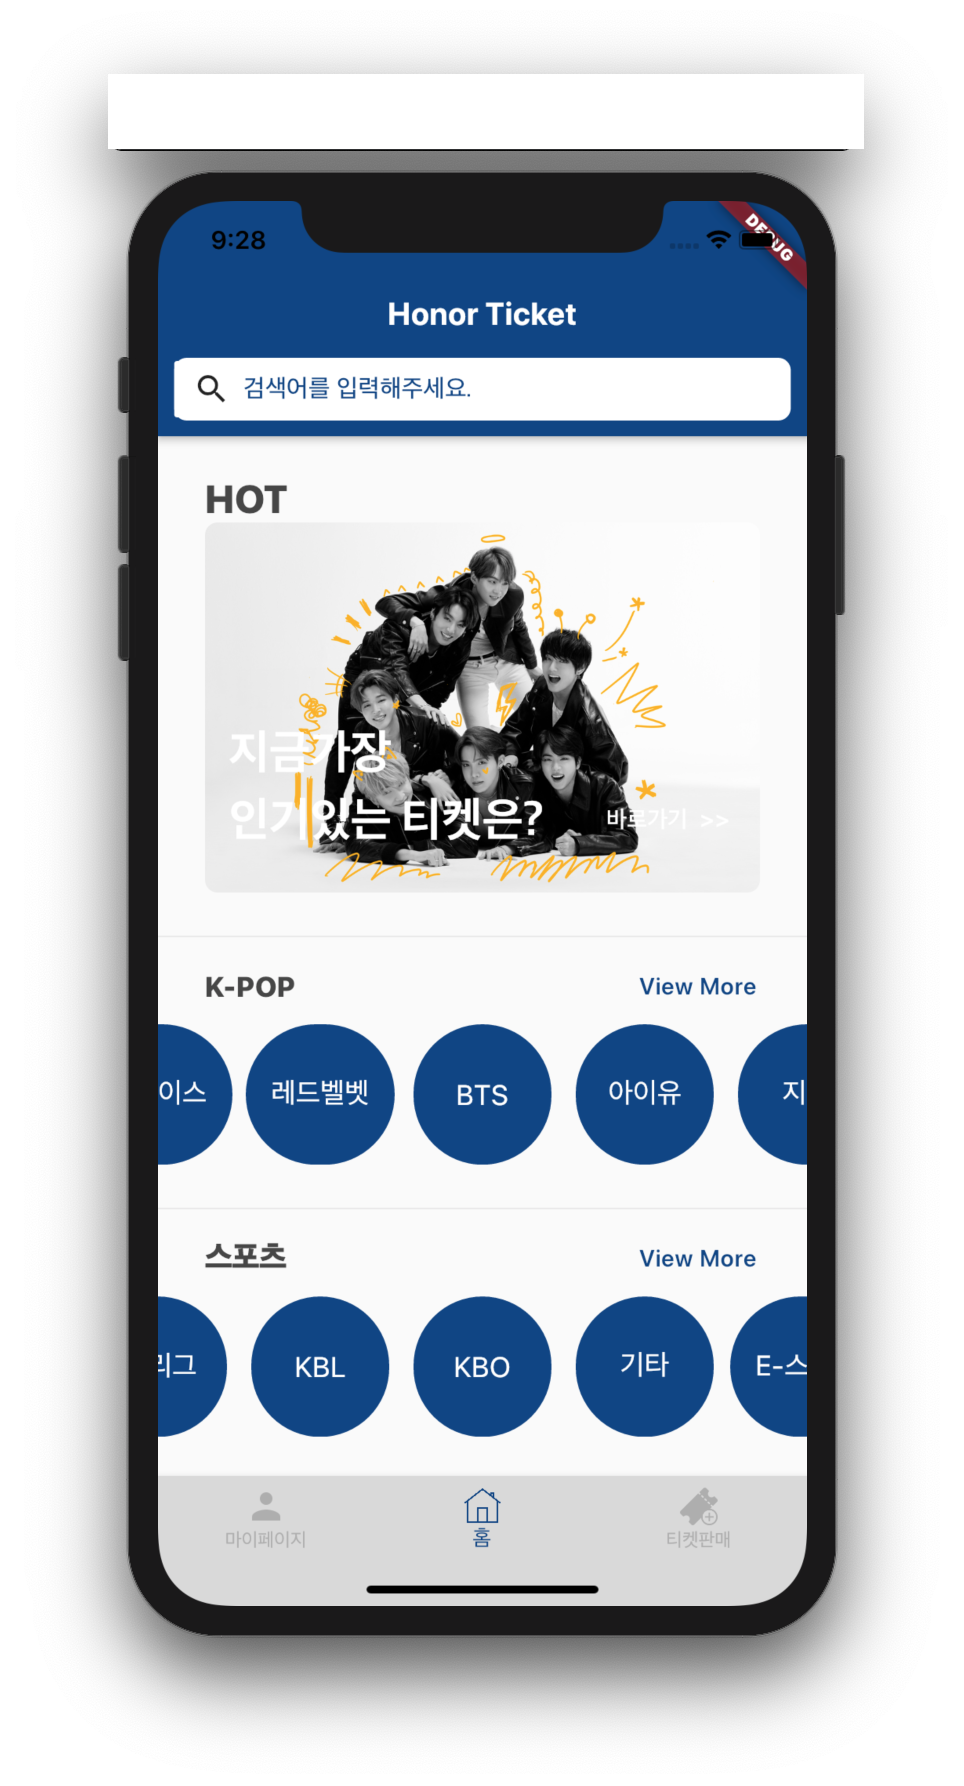 9:28
DEBUG
Honor Ticket
검색어를 입력해주세요.
HOT
지금가장
인기있는 티켓은?
바로가기 >>
K-POP
View More
이스
레드벨벳
BTS
아이유
지
스포츠
View More
리그
KBL
KBO
기타
E-스
마이페이지
홈
티켓판매